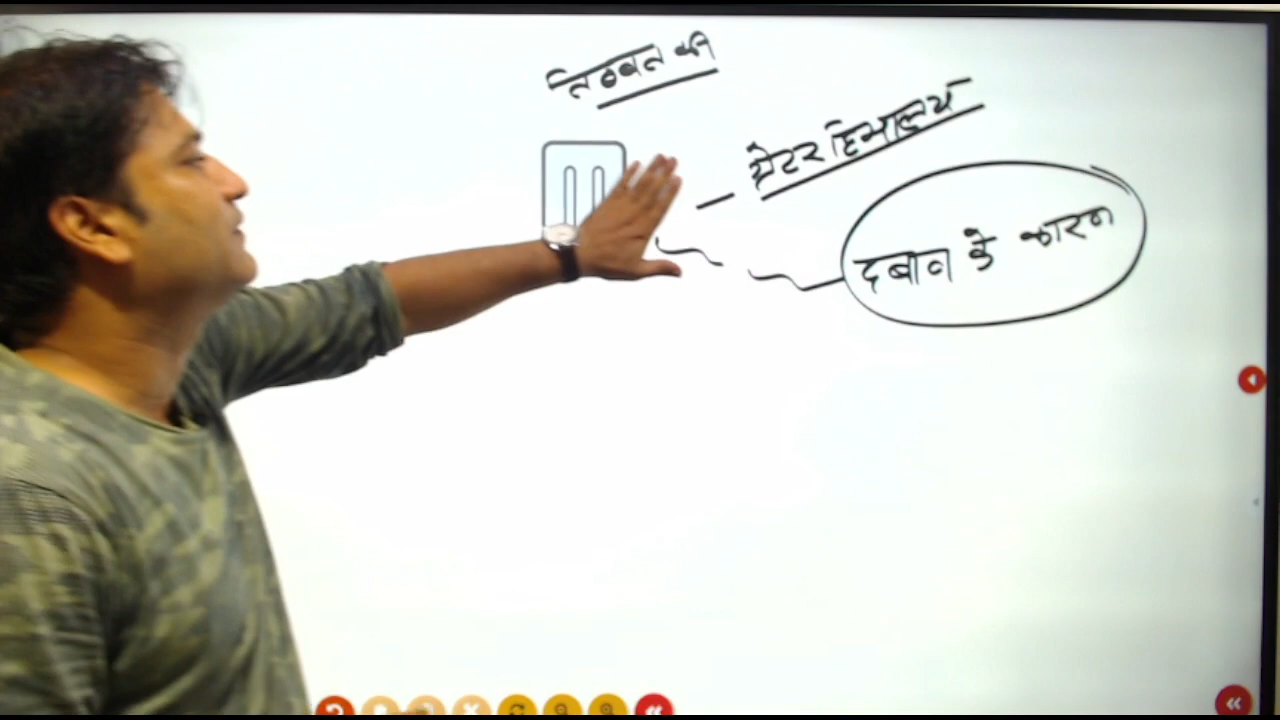 तिब्बत की
ग्रेटर हिमालय
दबाव के कारण